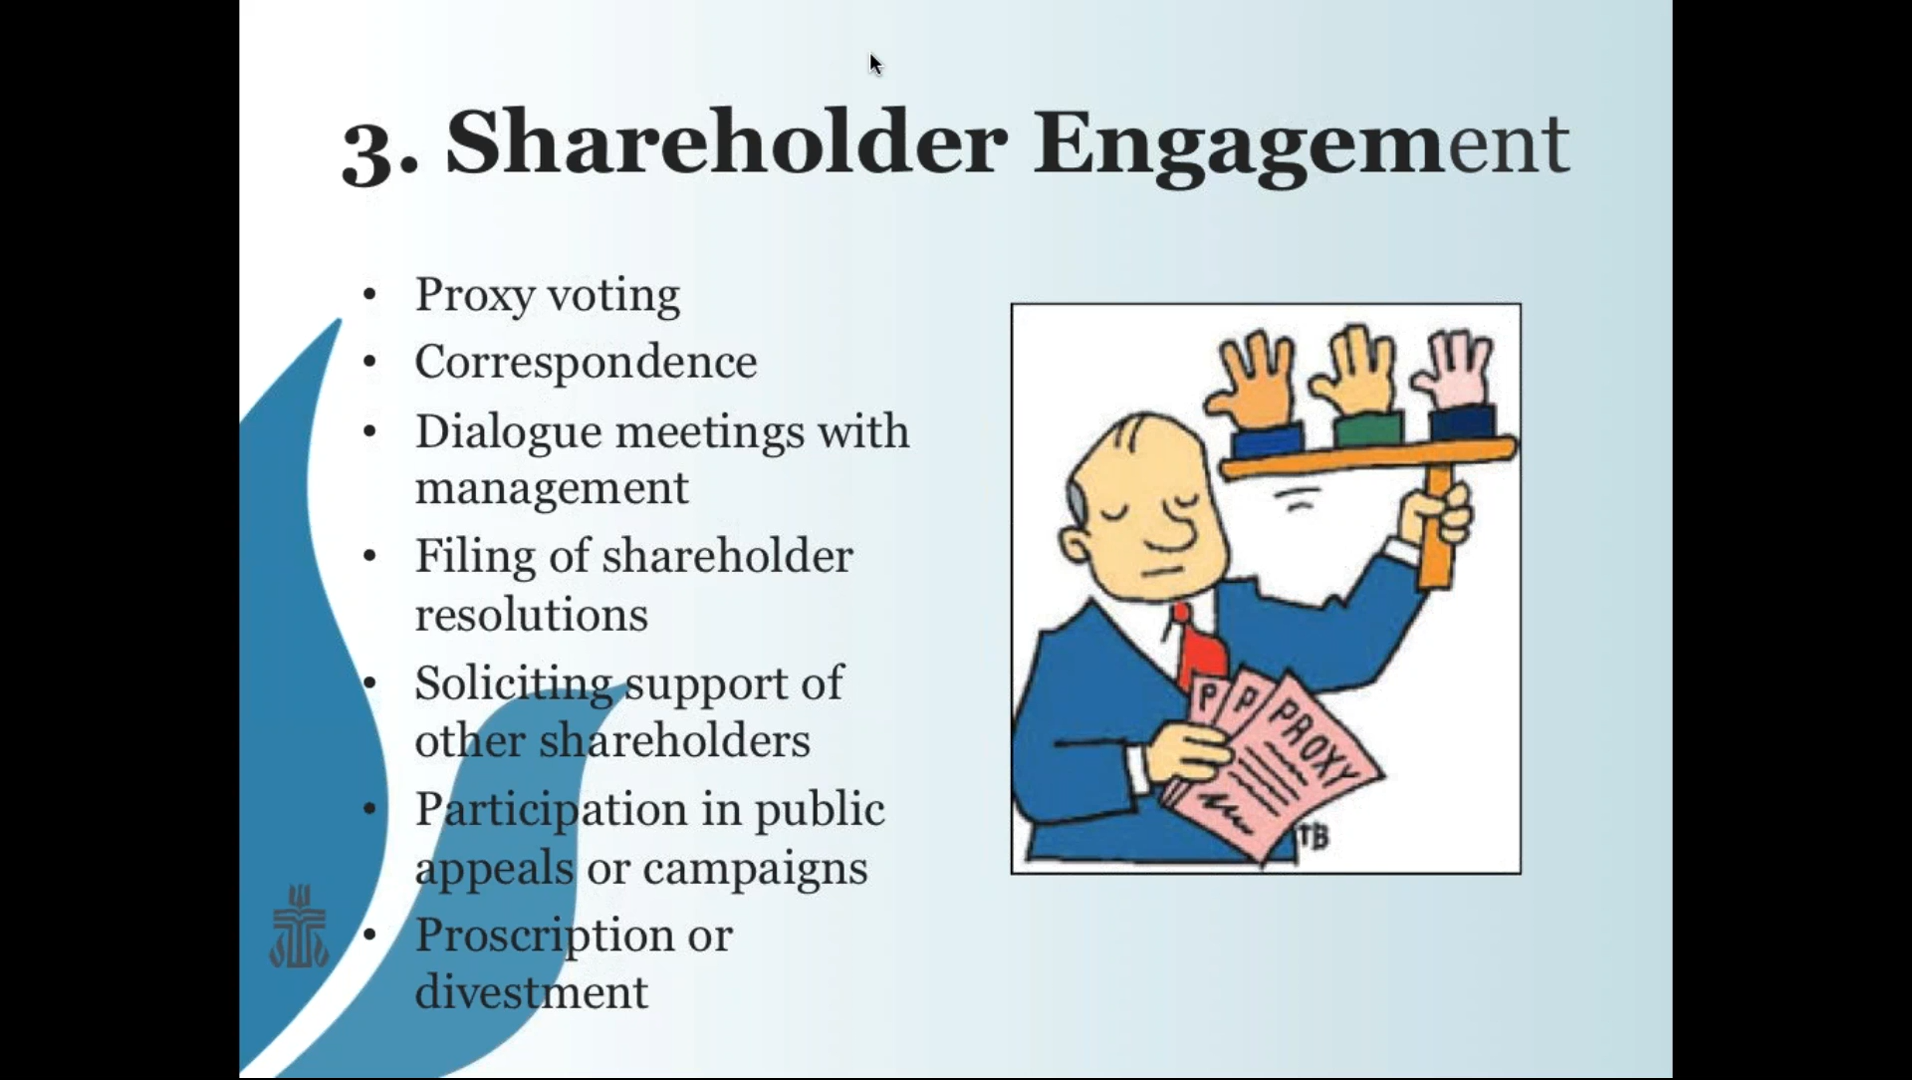 3. Shareholder Engagement
• Proxy voting
• Correspondence
• Dialogue meetings with
management
• Filing of shareholder
resolutions
• Soliciting support of
other shareholders
• Participation in public
appeals or campaigns
• Proscription or
divestment
P P PROXY
TB